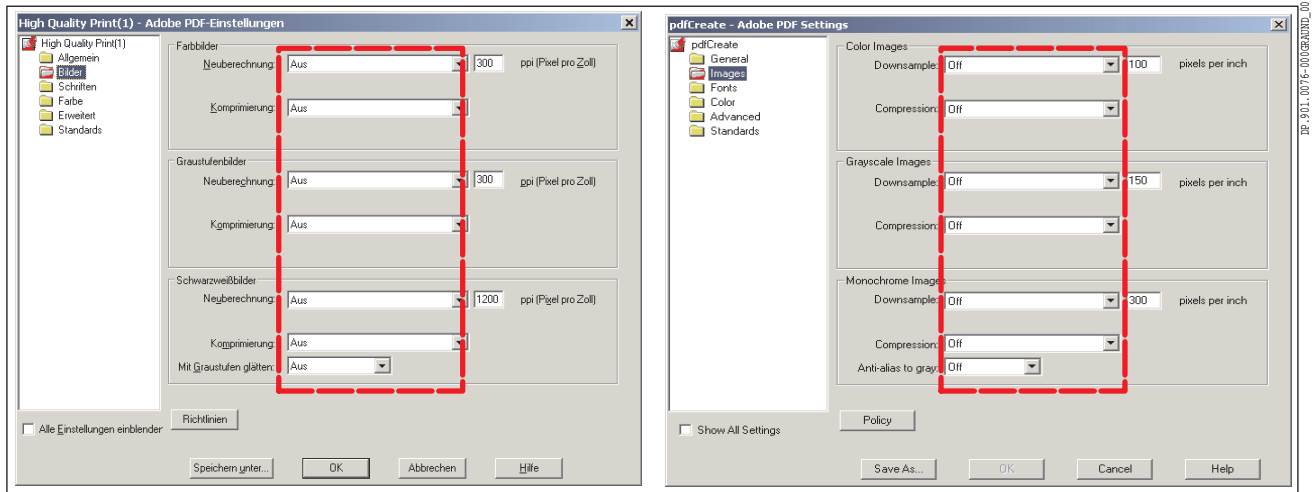 High Quality Print(1) - Adobe PDF-Einstellungen
High Quality Print(1)
Allgemein
Bilder
Schriften
Farbe
Erweitert
Standards
Farbbilder
Neuberechnung: Aus 300 ppi (Pixel pro Zoll)
Komprimierung: Aus
Graustufenbilder
Neuberechnung: Aus 300 ppi (Pixel pro Zoll)
Komprimierung: Aus
Schwarzweißbilder
Neuberechnung: Aus 1200 ppi (Pixel pro Zoll)
Komprimierung: Aus
Mit Graustufen glätten: Aus
Richtlinien
Alle Einstellungen einblender
Speichern unter... OK Abbrechen Hilfe
pdfCreate - Adobe PDF Settings
pdfCreate
General
Images
Fonts
Color
Advanced
Standards
Color Images
Downsample: Off 100 pixels per inch
Compression: Off
Grayscale Images
Downsample: Off 150 pixels per inch
Compression: Off
Monochrome Images
Downsample: Off 300 pixels per inch
Compression: Off
Anti-alias to gray: Off
Policy
Show All Settings
Save As... OK Cancel Help
DP.901.0076-000GRAUND_00